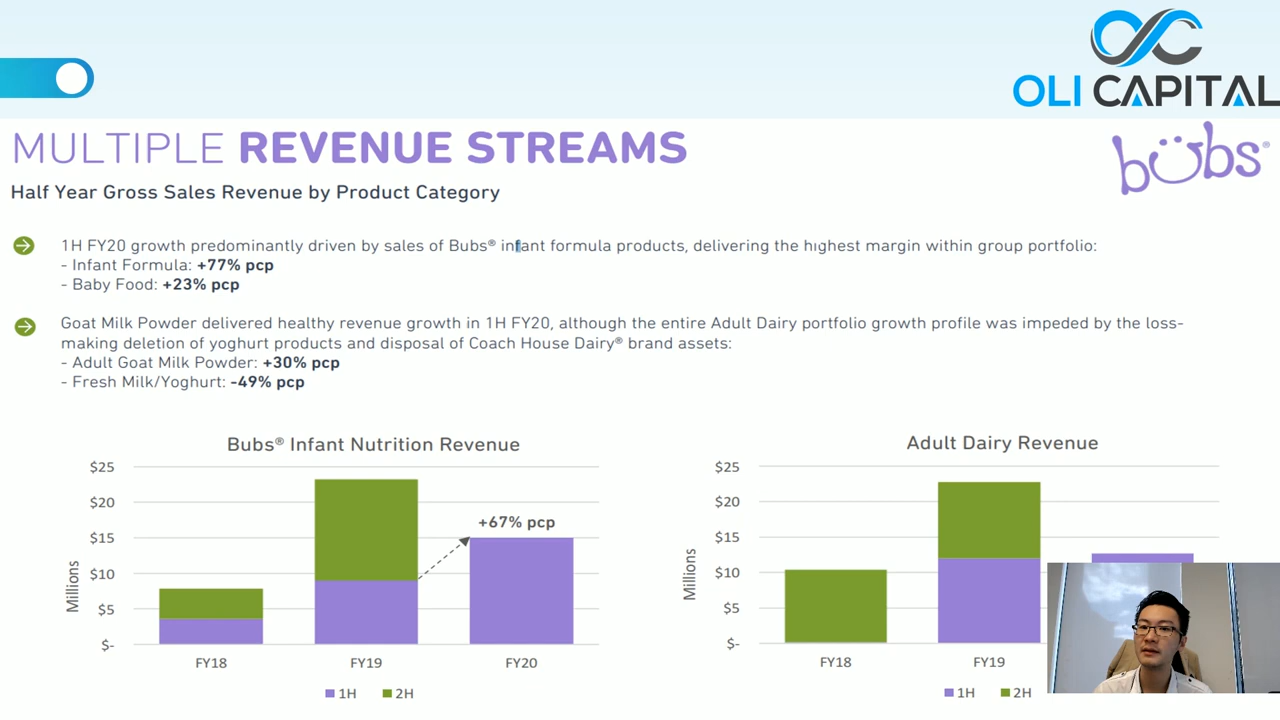 OLI CAPITAL
MULTIPLE REVENUE STREAMS
bubs®
Half Year Gross Sales Revenue by Product Category
1H FY20 growth predominantly driven by sales of Bubs® infant formula products, delivering the highest margin within group portfolio:
- Infant Formula: +77% pcp
- Baby Food: +23% pcp
Goat Milk Powder delivered healthy revenue growth in 1H FY20, although the entire Adult Dairy portfolio growth profile was impeded by the loss-
making deletion of yoghurt products and disposal of Coach House Dairy® brand assets:
- Adult Goat Milk Powder: +30% pcp
- Fresh Milk/Yoghurt: -49% pcp
Bubs® Infant Nutrition Revenue
$25
$20
$15
$10
$5
$-
Millions
+67% pcp
FY18 FY19 FY20
1H 2H
Adult Dairy Revenue
$25
$20
$15
$10
$5
$-
Millions
FY18 FY19
1H 2H